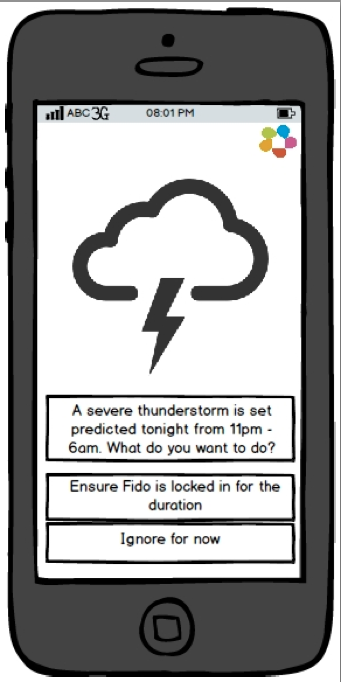 ABC 3G 08:01 PM
A severe thunderstorm is set
predicted tonight from 11pm -
6am. What do you want to do?
Ensure Fido is locked in for the
duration
Ignore for now